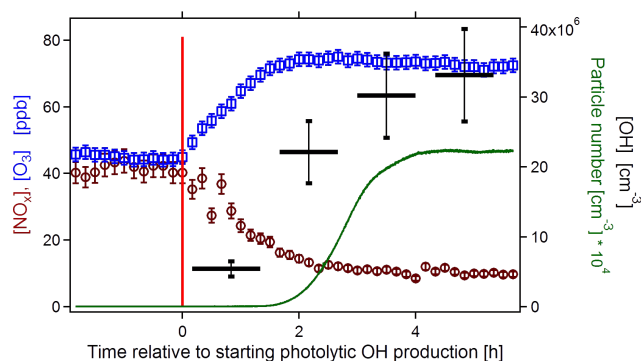 80
60
40
20
0
[NOx], [O3] [ppb]
0
2
4
Time relative to starting photolytic OH production [h]
40x10^6
30
20
10
0
Particle number [cm^-3] * 10^4
[OH] [cm^-3]